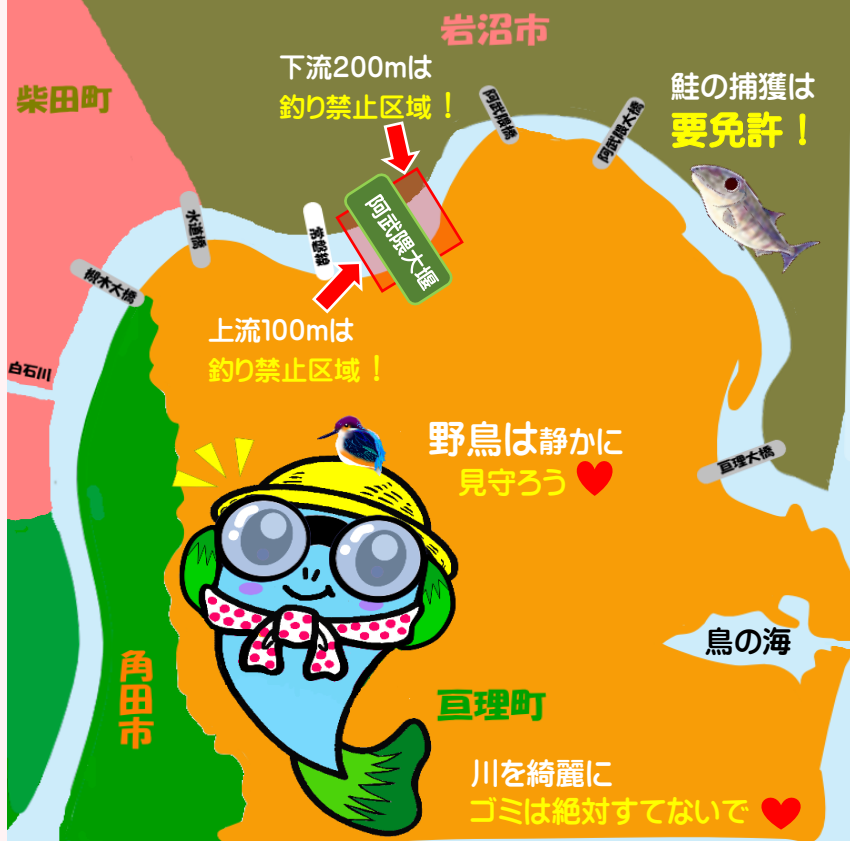 岩沼市
柴田町
下流200mは
釣り禁止区域！
鮭の捕獲は
要免許！
阿武隈橋
阿武隈大橋
水道橋
阿武隈大堰
槻木大橋
上流100mは
釣り禁止区域！
白石川
野鳥は静かに
見守ろう
亘理大橋
鳥の海
角田市
亘理町
川を綺麗に
ゴミは絶対すてないで